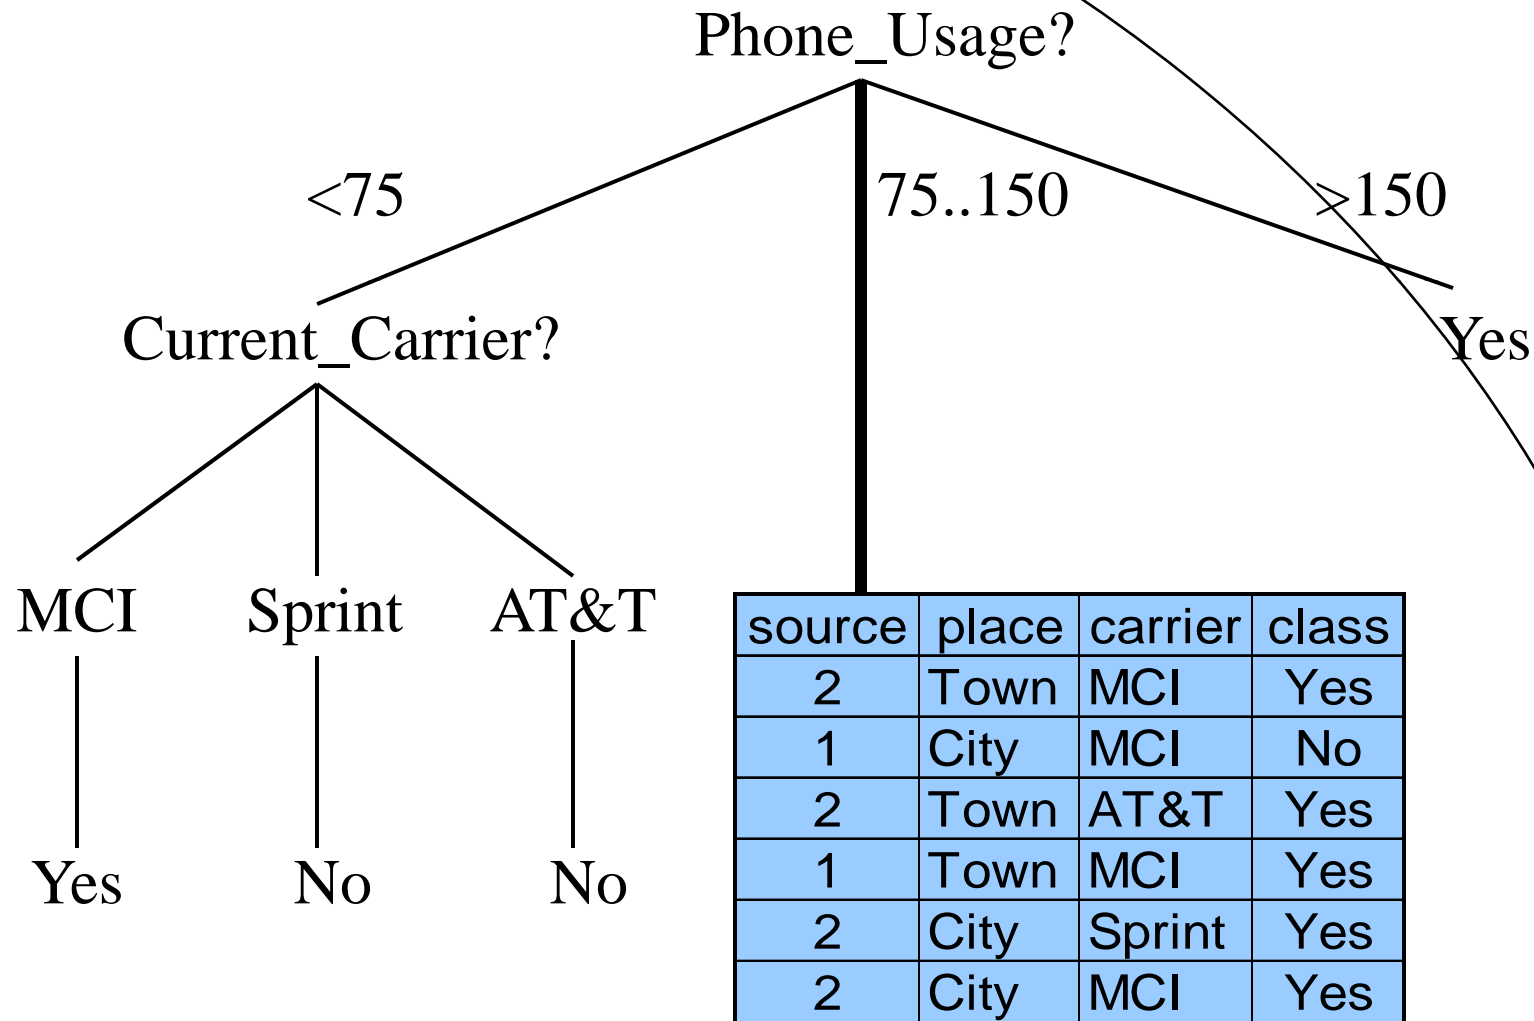 Phone_Usage?
<75
75..150
>150
Current_Carrier?
Yes
MCI
Sprint
AT&T
Yes
No
No
source place carrier class
2 Town MCI Yes
1 City MCI No
2 Town AT&T Yes
1 Town MCI Yes
2 City Sprint Yes
2 City MCI Yes